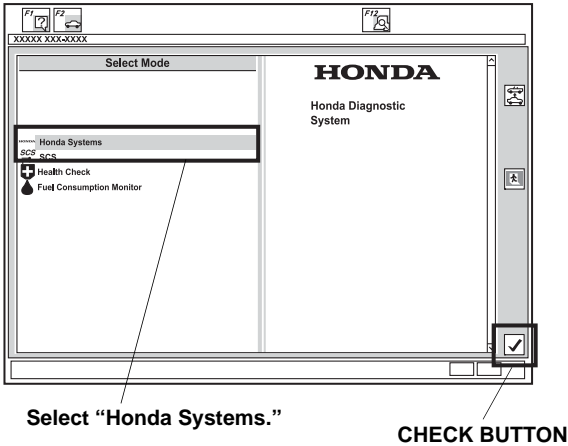 F1 F2 F12
XXXXX XXX-XXXX
Select Mode
HONDA
Honda Diagnostic
System
HONDA Honda Systems
SCS SCS
Health Check
Fuel Consumption Monitor
Select “Honda Systems.”
CHECK BUTTON